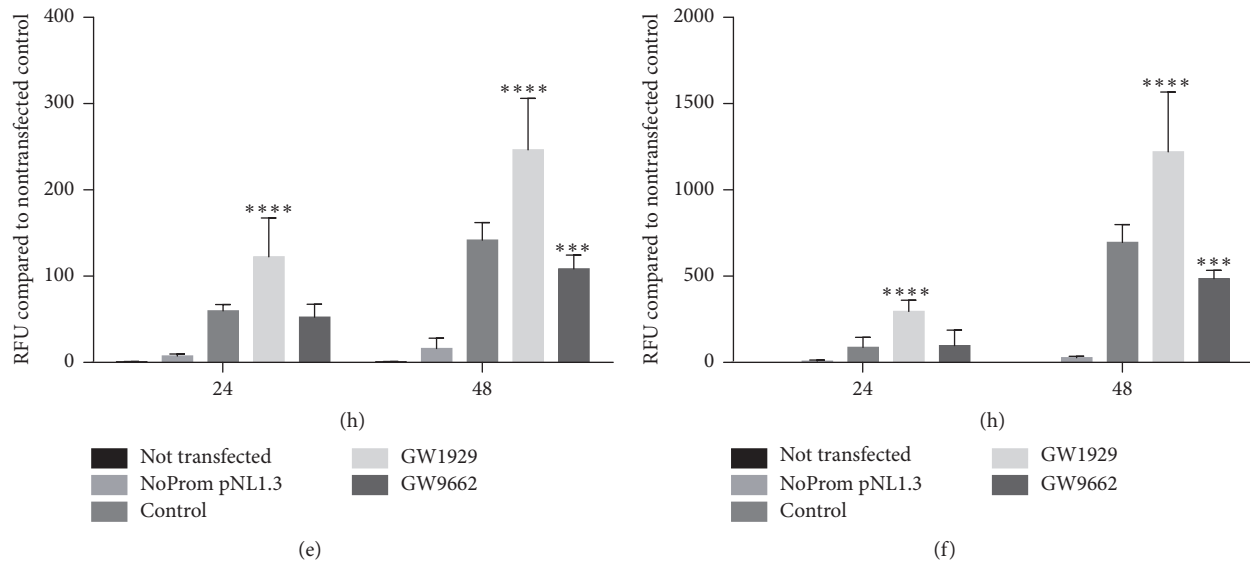 RFU compared to nontransfected control
400
300
200
100
0
****
****
***
24
48
(h)
Not transfected
NoProm pNL1.3
Control
GW1929
GW9662
(e)
RFU compared to nontransfected control
2000
1500
1000
500
0
****
****
***
24
48
(h)
Not transfected
NoProm pNL1.3
Control
GW1929
GW9662
(f)